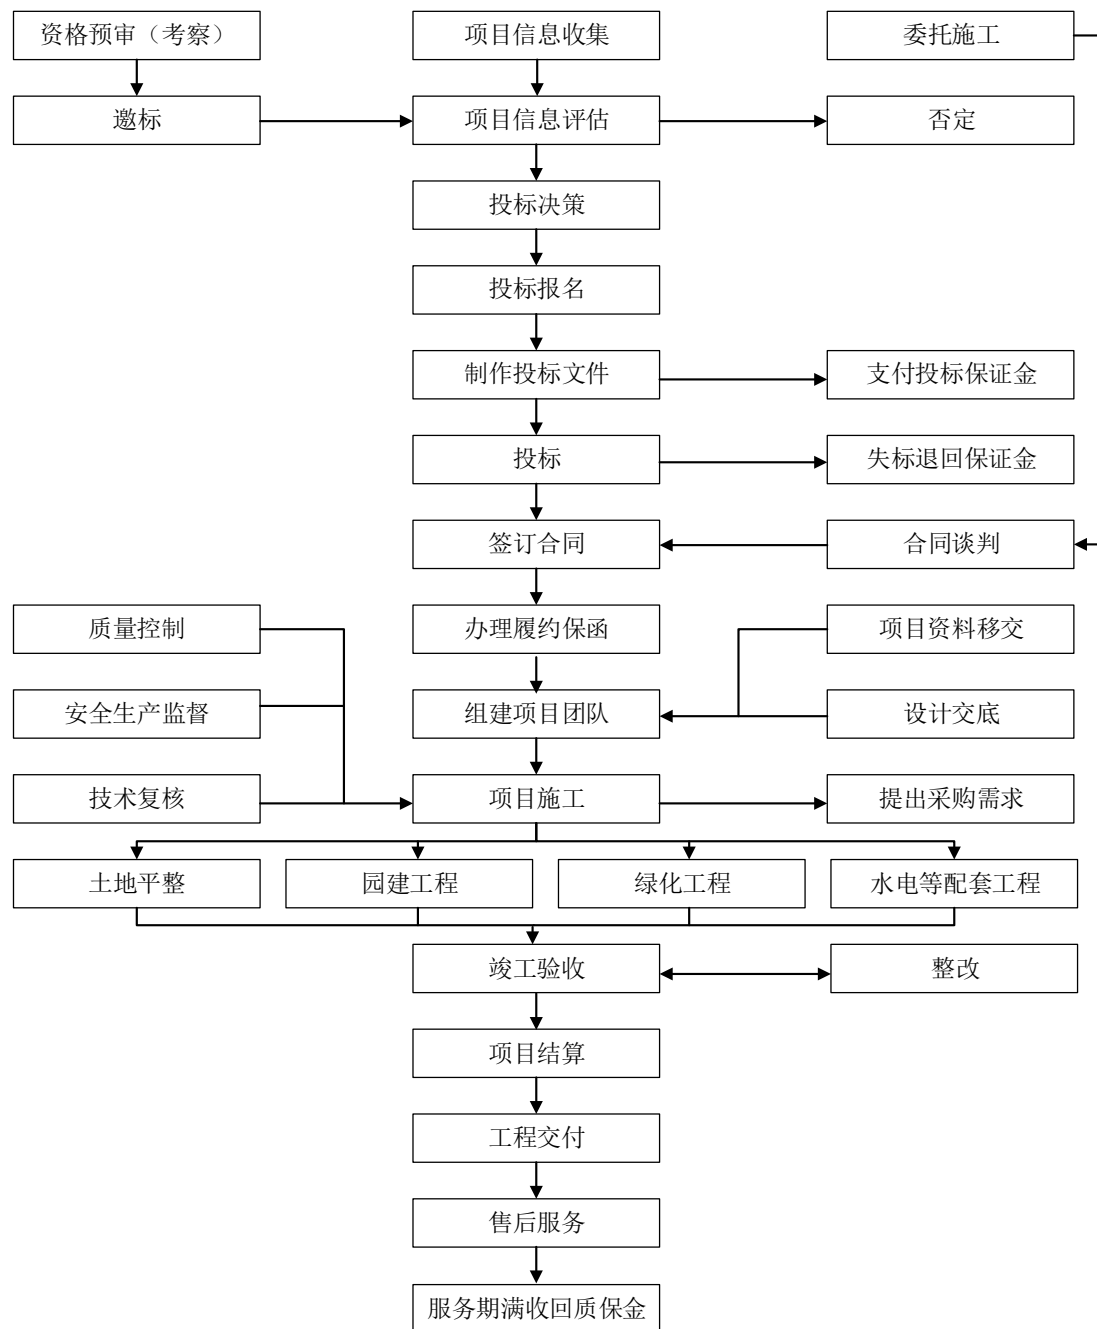 资格预审（考察）
项目信息收集
委托施工
邀标
项目信息评估
否定
投标决策
投标报名
制作投标文件
支付投标保证金
投标
失标退回保证金
签订合同
合同谈判
质量控制
办理履约保函
项目资料移交
安全生产监督
组建项目团队
设计交底
技术复核
项目施工
提出采购需求
土地平整
园建工程
绿化工程
水电等配套工程
竣工验收
整改
项目结算
工程交付
售后服务
服务期满收回质保金